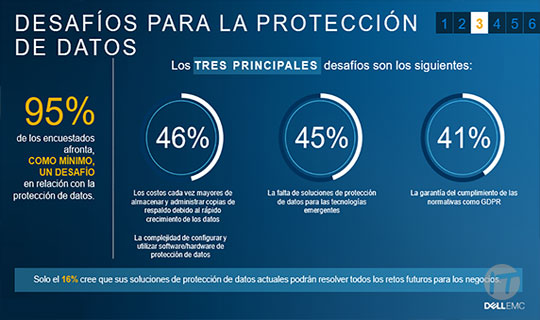 DESAFÍOS PARA LA PROTECCIÓN
DE DATOS
1 2 3 4 5 6
Los TRES PRINCIPALES desafíos son los siguientes:
95%
de los encuestados
afronta,
COMO MÍNIMO,
UN DESAFÍO
en relación con la
protección de datos.
46%
Los costos cada vez mayores de
almacenar y administrar copias de
respaldo debido al rápido
crecimiento de los datos
La complejidad de configurar y
utilizar software/hardware de
protección de datos
45%
La falta de soluciones de protección
de datos para las tecnologías
emergentes
41%
La garantía del cumplimiento de las
normativas como GDPR
Solo el 16% cree que sus soluciones de protección de datos actuales podrán resolver todos los retos futuros para los negocios.
DELLEMC